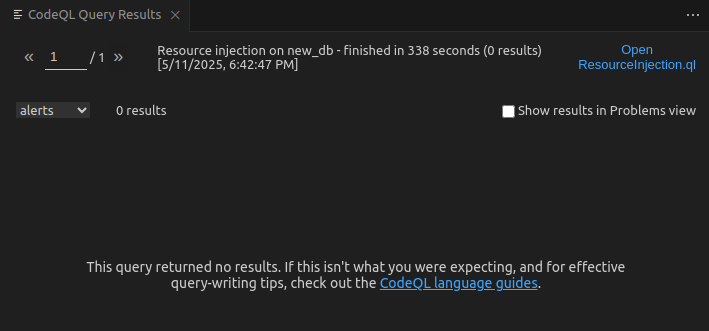 CodeQL Query Results
« 1 / 1 »
Resource injection on new_db - finished in 338 seconds (0 results)
[5/11/2025, 6:42:47 PM]
Open
ResourceInjection.ql
alerts
0 results
Show results in Problems view
This query returned no results. If this isn't what you were expecting, and for effective
query-writing tips, check out the CodeQL language guides.